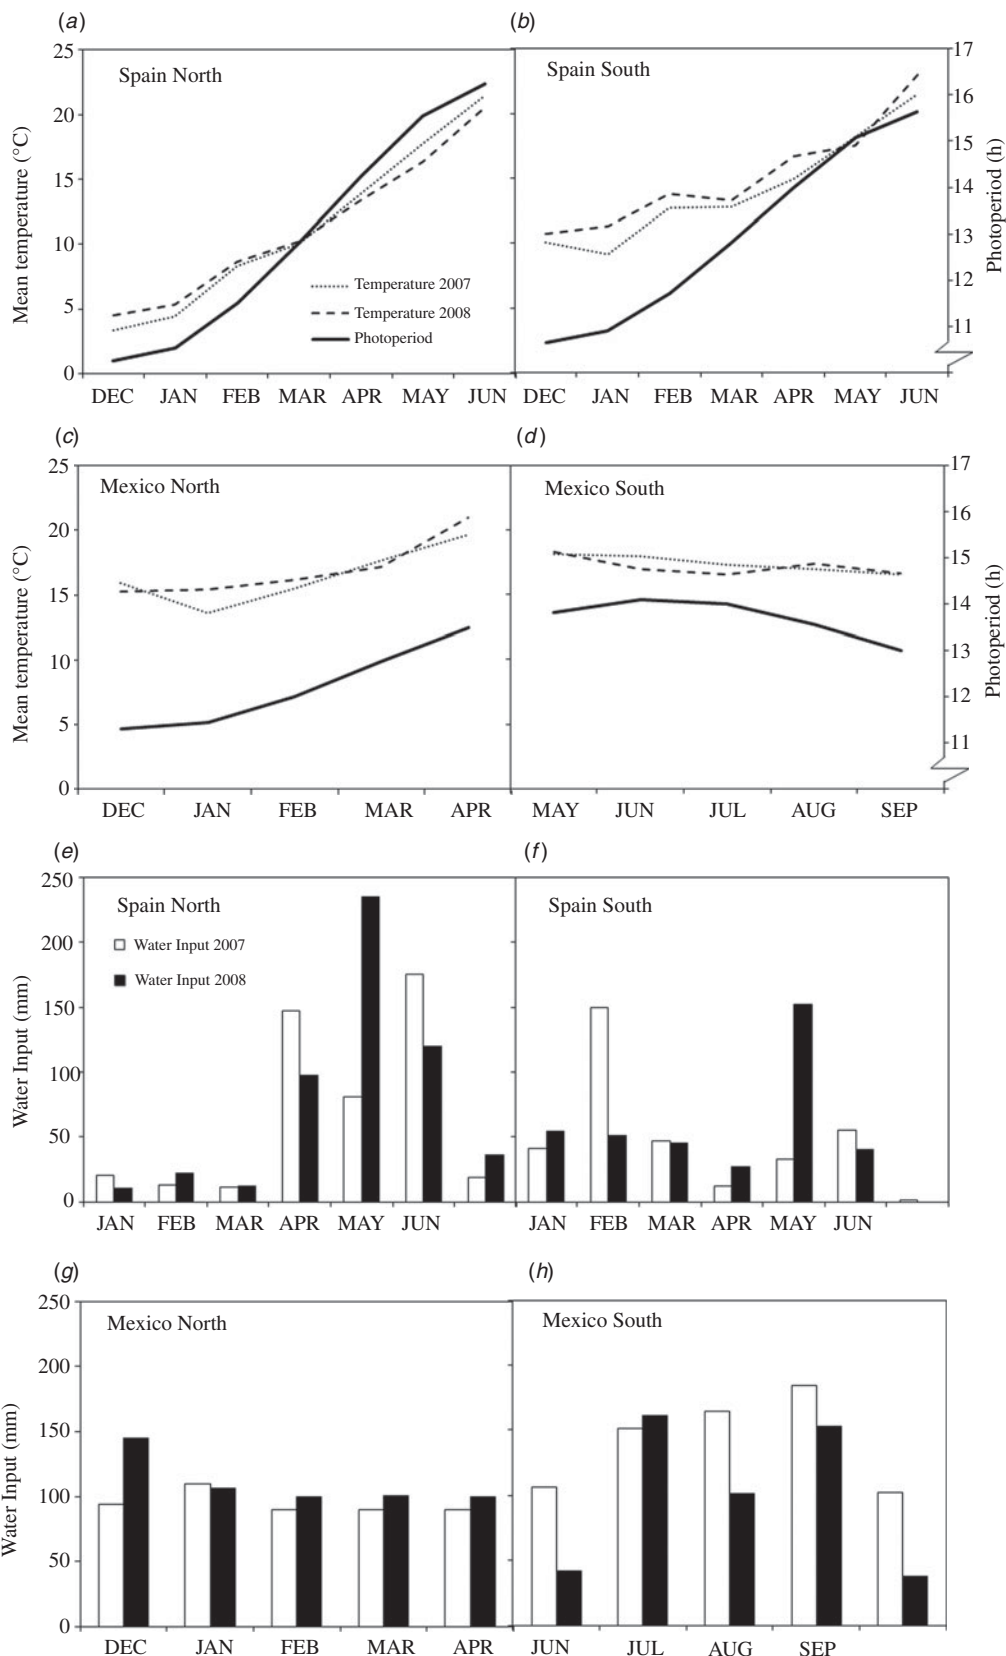 (a) (b)
25 17
Spain North Spain South
20 16
15 15
14
10 13
Temperature 2007 12
5 Temperature 2008
Photoperiod 11
0
Mean temperature (°C)
Photoperiod (h)
DEC JAN FEB MAR APR MAY JUN DEC JAN FEB MAR APR MAY JUN
(c) (d)
25 17
Mexico North Mexico South
20 16
15 15
14
10 13
5 12
11
0
Mean temperature (°C)
Photoperiod (h)
DEC JAN FEB MAR APR MAY JUN JUL AUG SEP
(e) (f)
250
Spain North Spain South
Water Input 2007
200
Water Input 2008
150
100
50
0
Water Input (mm)
JAN FEB MAR APR MAY JUN JAN FEB MAR APR MAY JUN
(g) (h)
250
Mexico North Mexico South
200
150
100
50
0
Water Input (mm)
DEC JAN FEB MAR APR JUN JUL AUG SEP